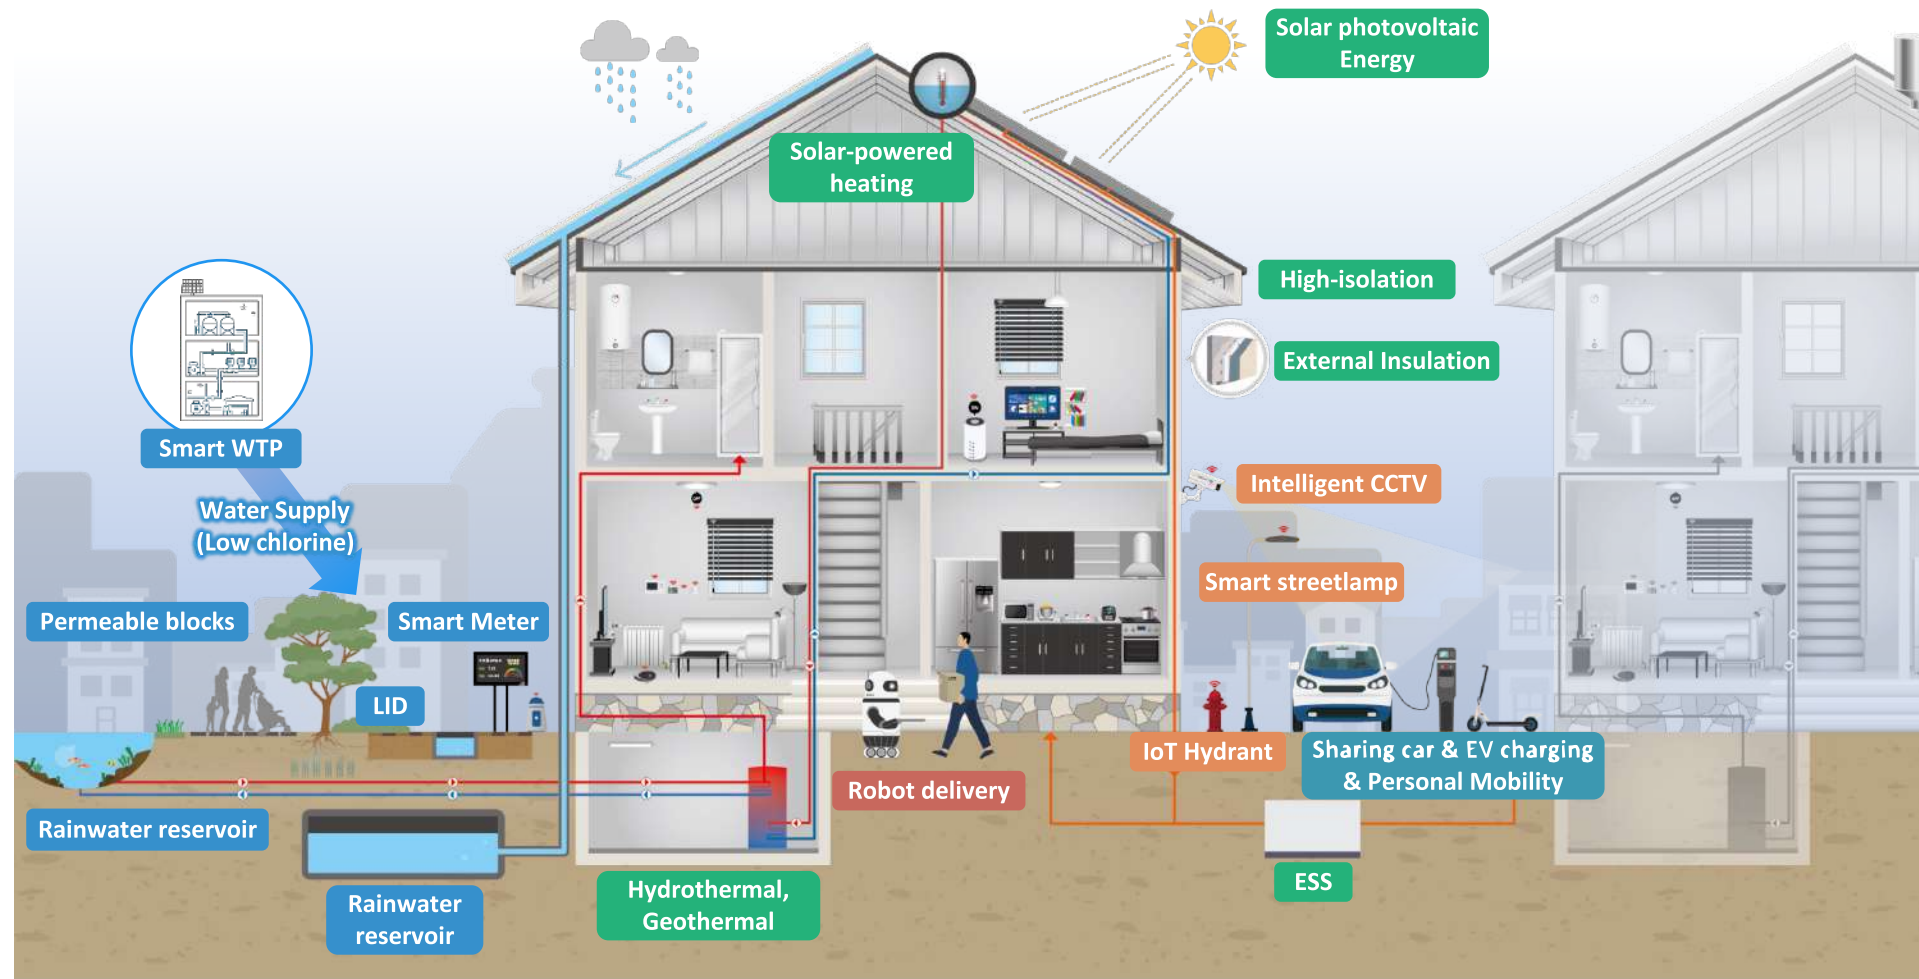 Solar photovoltaic
Energy
Solar-powered
heating
High-isolation
External Insulation
Smart WTP
Intelligent CCTV
Water Supply
(Low chlorine)
Smart streetlamp
Permeable blocks
Smart Meter
LID
IoT Hydrant
Sharing car & EV charging
& Personal Mobility
Robot delivery
Rainwater reservoir
Hydrothermal,
Geothermal
ESS
Rainwater
reservoir